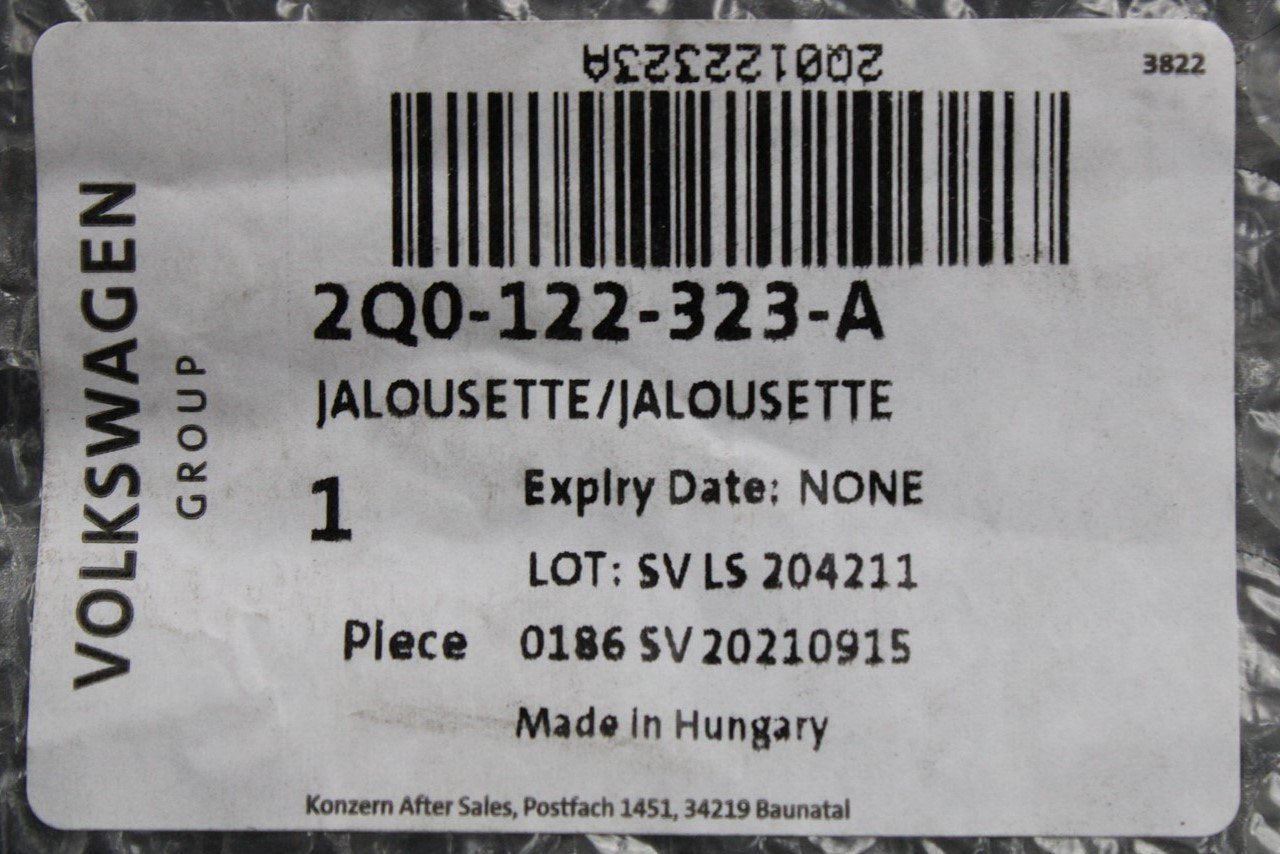 2Q0122323A
3822
VOLKSWAGEN
GROUP
2Q0-122-323-A
JALOUSETTE/JALOUSETTE
1
Expiry Date: NONE
LOT: SV LS 204211
Piece
0186 SV 20210915
Made in Hungary
Konzern After Sales, Postfach 1451, 34219 Baunatal